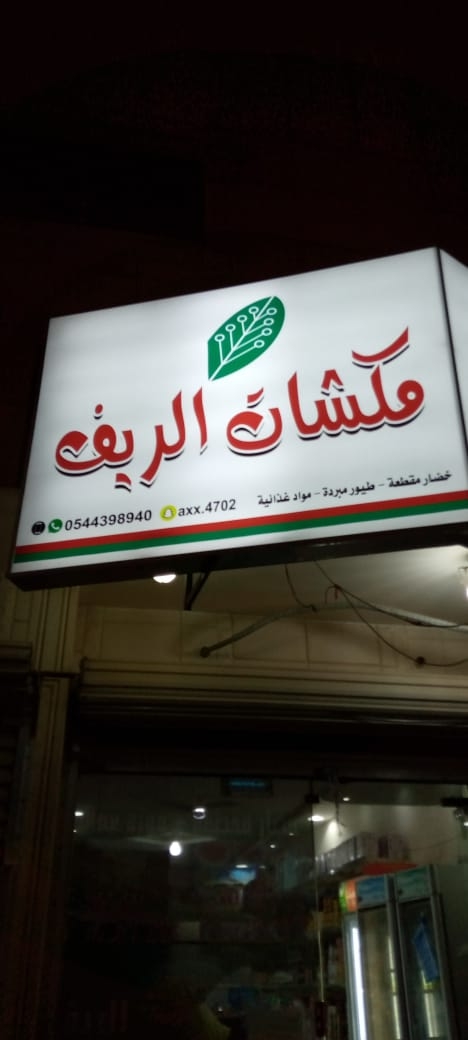 مكشات الريف
خضار مقطعة - طيور مبردة - مواد غذائية
axx.4702
0544398940